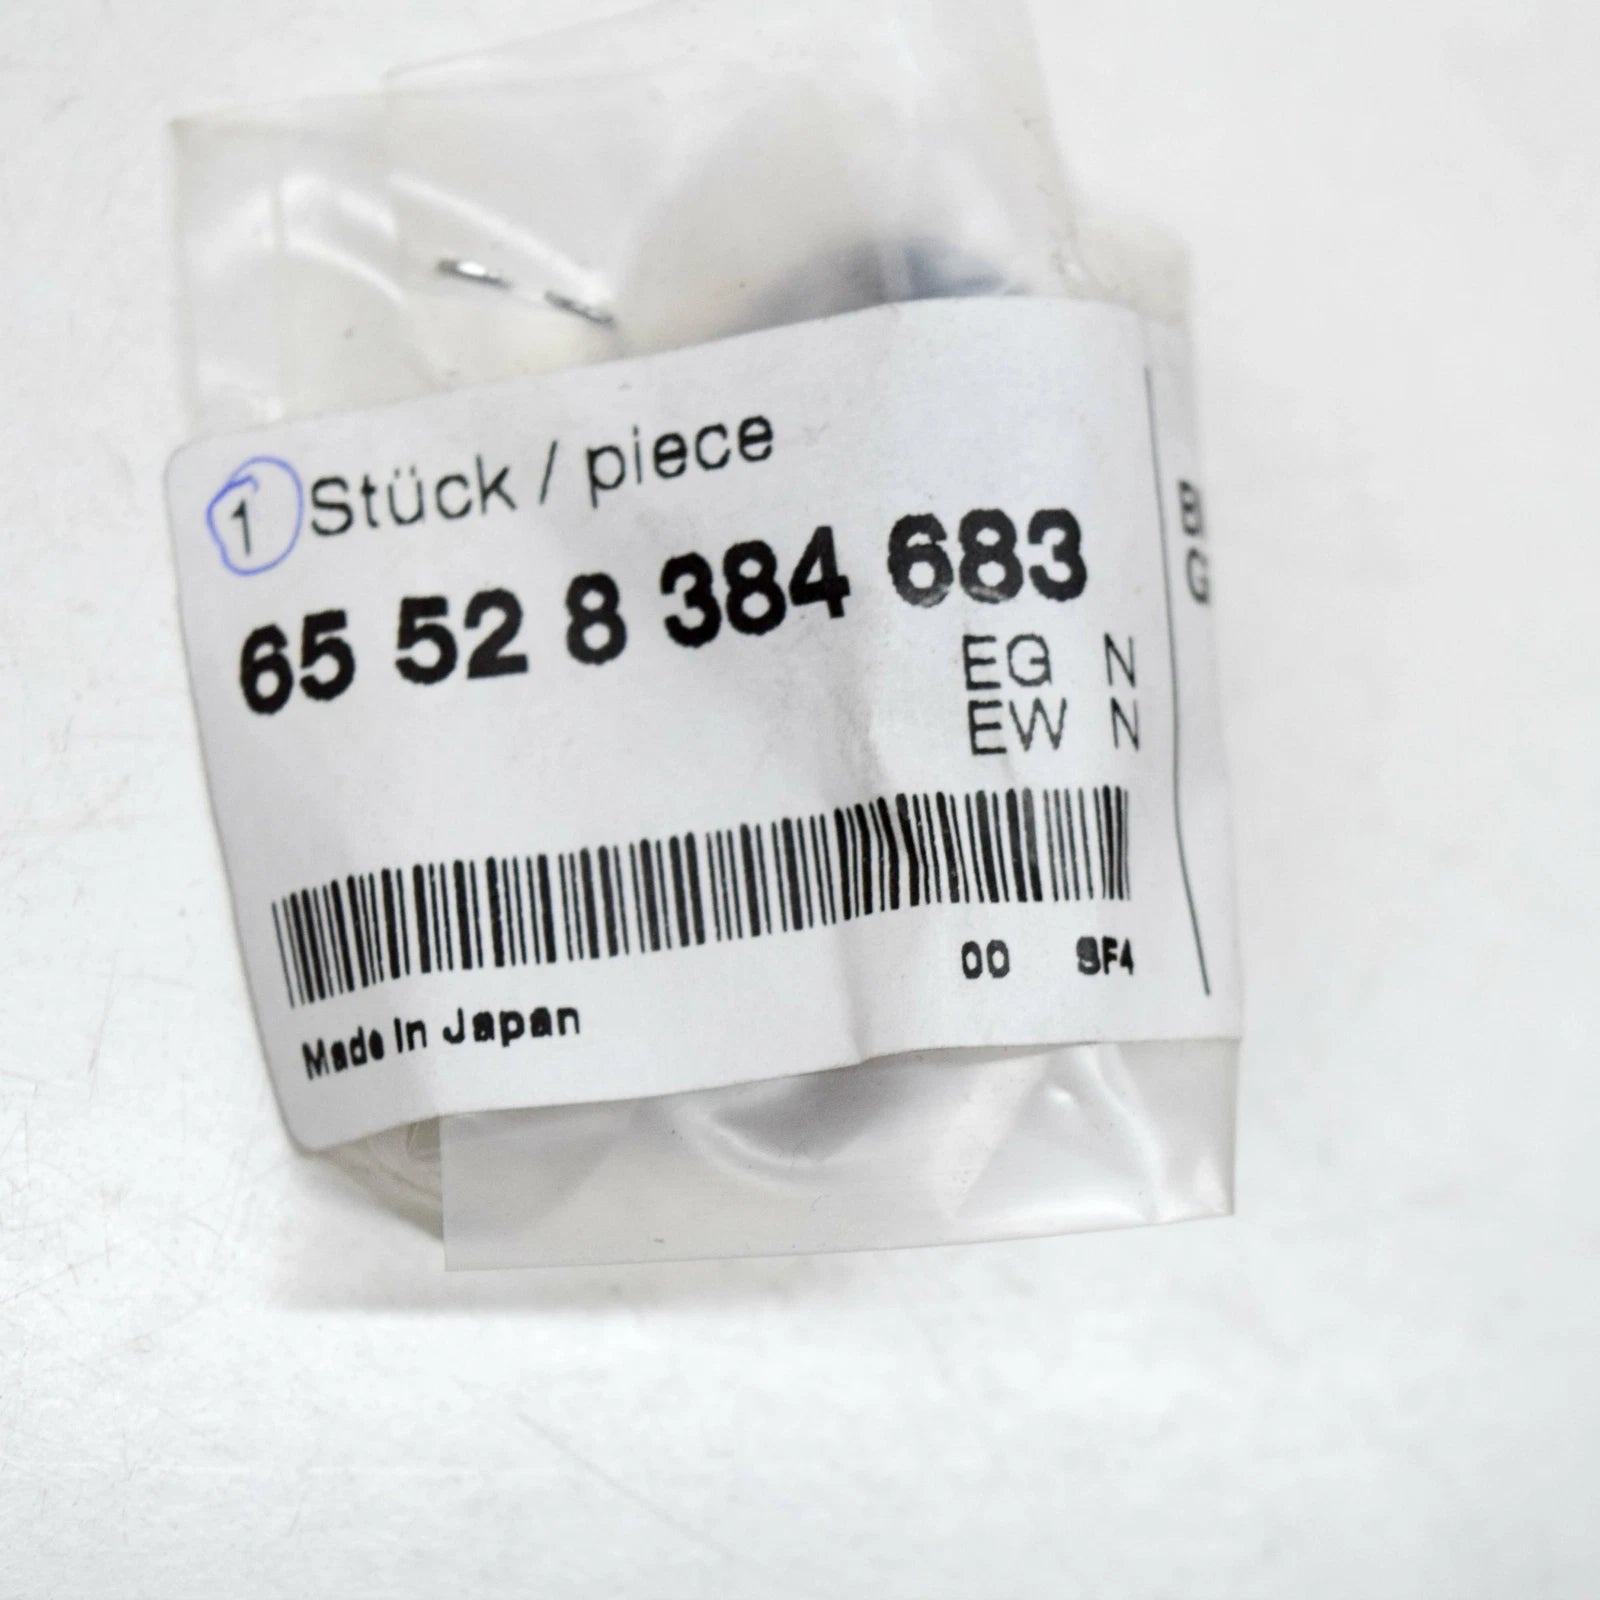 1 Stück / piece
65 52 8 384 683
EG N
EW N
00 SF4
Made In Japan